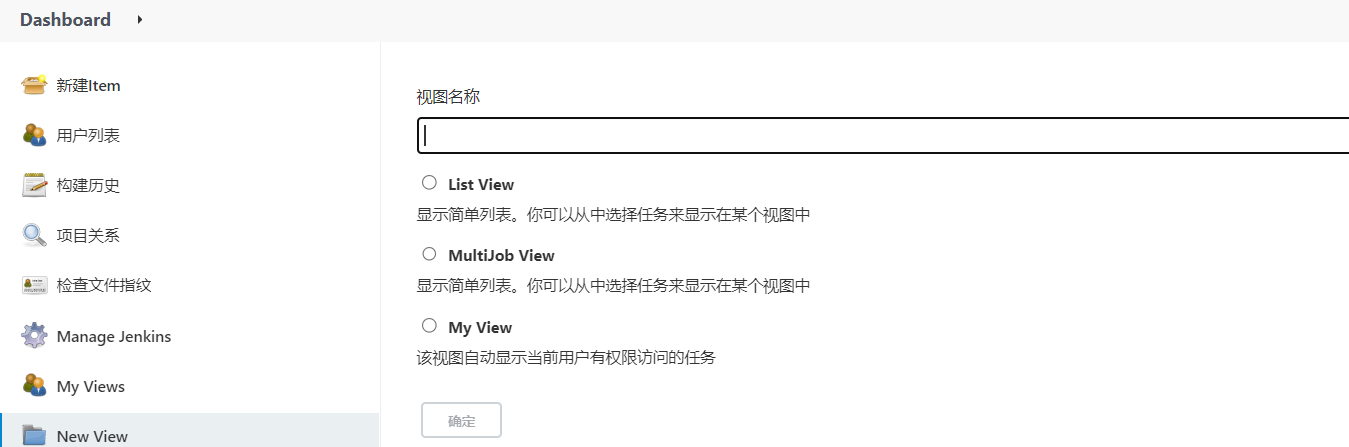 Dashboard
新建Item
用户列表
构建历史
项目关系
检查文件指纹
Manage Jenkins
My Views
New View
视图名称
List View
显示简单列表。你可以从中选择任务来显示在某个视图中
MultiJob View
显示简单列表。你可以从中选择任务来显示在某个视图中
My View
该视图自动显示当前用户有权限访问的任务
确定